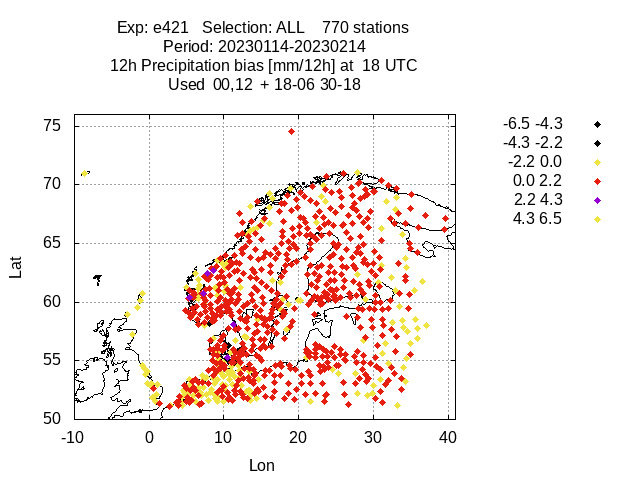 Exp: e421 Selection: ALL 770 stations
Period: 20230114-20230214
12h Precipitation bias [mm/12h] at 18 UTC
Used 00,12 + 18-06 30-18
-6.5 -4.3
-4.3 -2.2
-2.2 0.0
0.0 2.2
2.2 4.3
4.3 6.5
Lat
75
70
65
60
55
50
-10 0 10 20 30 40
Lon